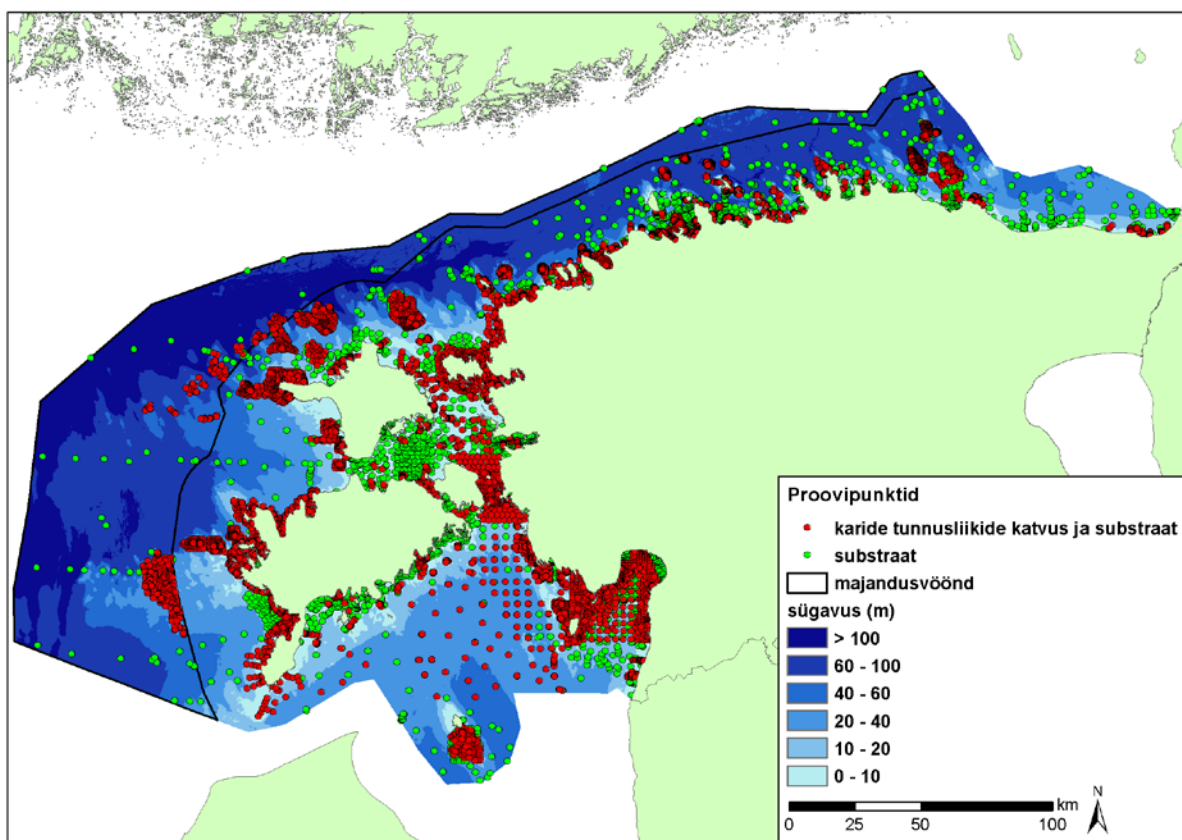 Proovipunktid
karide tunnusliikide katvus ja substraat
substraat
majandusvöönd
sügavus (m)
> 100
60 - 100
40 - 60
20 - 40
10 - 20
0 - 10
km
0 25 50 100
N